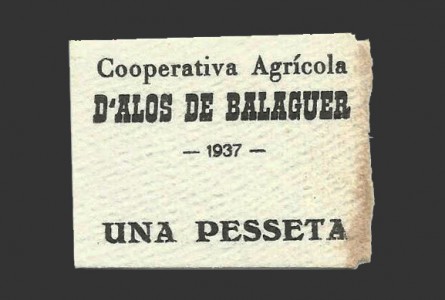 Cooperativa Agrícola
D'ALOS DE BALAGUER
— 1937 —
UNA PESSETA